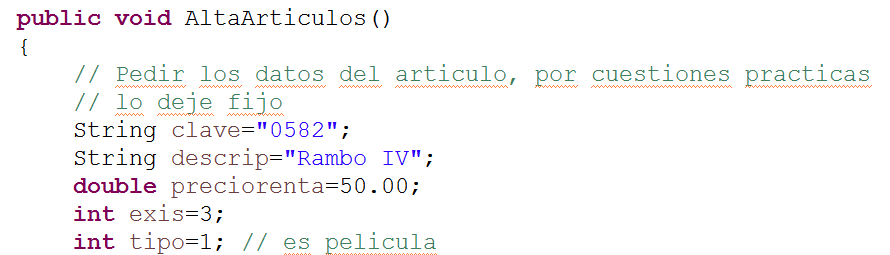 public void AltaArticulos()
{
// Pedir los datos del articulo, por cuestiones practicas
// lo deje fijo
String clave="0582";
String descrip="Rambo IV";
double preciorenta=50.00;
int exis=3;
int tipo=1; // es pelicula